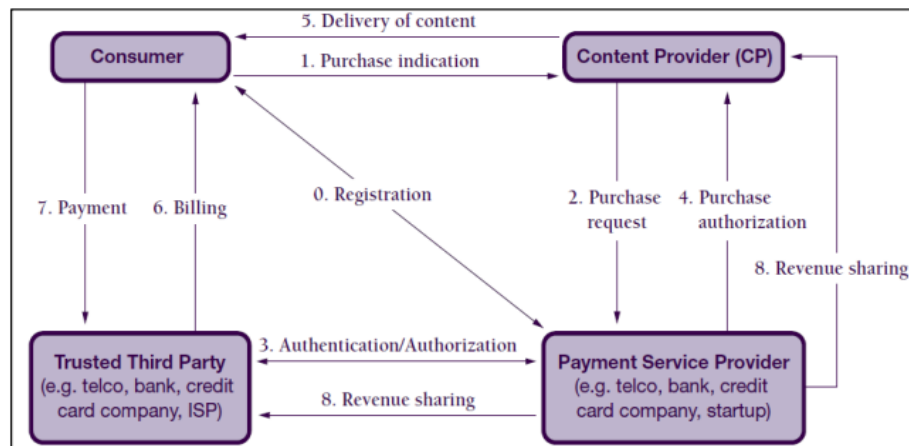 5. Delivery of content
Consumer
1. Purchase indication
Content Provider (CP)
7. Payment
6. Billing
0. Registration
2. Purchase
request
4. Purchase
authorization
8. Revenue sharing
Trusted Third Party
(e.g. telco, bank, credit
card company, ISP)
3. Authentication/Authorization
8. Revenue sharing
Payment Service Provider
(e.g. telco, bank, credit
card company, startup)